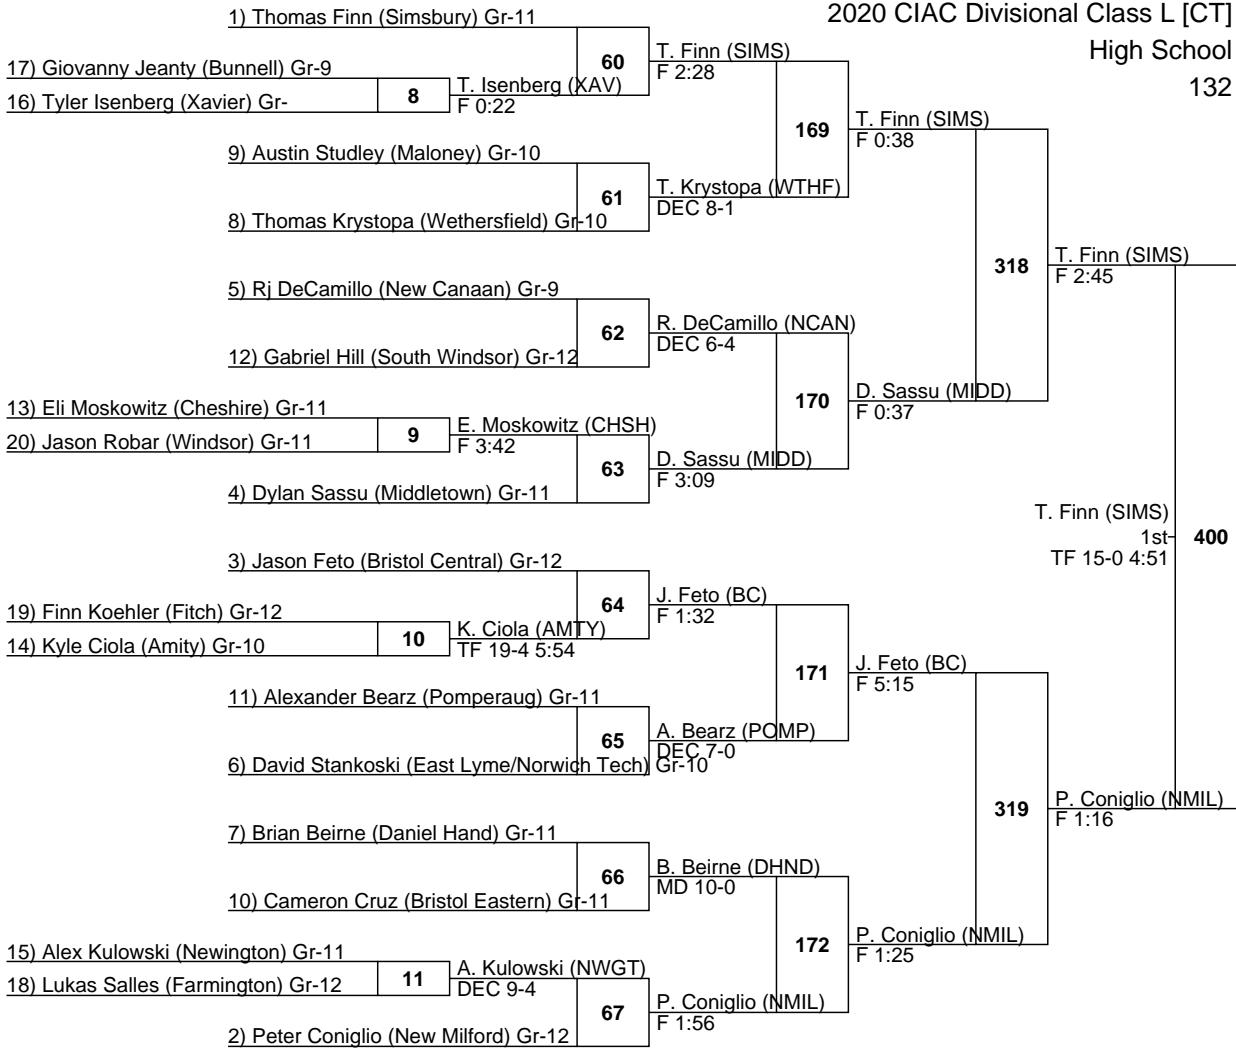 2020 CIAC Divisional Class L [CT]
High School
132
1) Thomas Finn (Simsbury) Gr-11
17) Giovanny Jeanty (Bunnell) Gr-9
16) Tyler Isenberg (Xavier) Gr-
8
T. Isenberg (XAV)
F 0:22
60
T. Finn (SIMS)
F 2:28
9) Austin Studley (Maloney) Gr-10
8) Thomas Krystopa (Wethersfield) Gr-10
61
T. Krystopa (WTHF)
DEC 8-1
169
T. Finn (SIMS)
F 0:38
5) Rj DeCamillo (New Canaan) Gr-9
12) Gabriel Hill (South Windsor) Gr-12
62
R. DeCamillo (NCAN)
DEC 6-4
13) Eli Moskowitz (Cheshire) Gr-11
20) Jason Robar (Windsor) Gr-11
9
E. Moskowitz (CHSH)
F 3:42
4) Dylan Sassu (Middletown) Gr-11
63
D. Sassu (MIDD)
F 3:09
170
D. Sassu (MIDD)
F 0:37
318
T. Finn (SIMS)
F 2:45
3) Jason Feto (Bristol Central) Gr-12
19) Finn Koehler (Fitch) Gr-12
14) Kyle Ciola (Amity) Gr-10
10
K. Ciola (AMTY)
TF 19-4 5:54
64
J. Feto (BC)
F 1:32
11) Alexander Bearz (Pomperaug) Gr-11
6) David Stankoski (East Lyme/Norwich Tech) Gr-10
65
A. Bearz (POMP)
DEC 7-0
171
J. Feto (BC)
F 5:15
7) Brian Beirne (Daniel Hand) Gr-11
10) Cameron Cruz (Bristol Eastern) Gr-11
66
B. Beirne (DHND)
MD 10-0
15) Alex Kulowski (Newington) Gr-11
18) Lukas Salles (Farmington) Gr-12
11
A. Kulowski (NWGT)
DEC 9-4
2) Peter Coniglio (New Milford) Gr-12
67
P. Coniglio (NMIL)
F 1:56
172
P. Coniglio (NMIL)
F 1:25
319
P. Coniglio (NMIL)
F 1:16
T. Finn (SIMS)
1st
TF 15-0 4:51
400